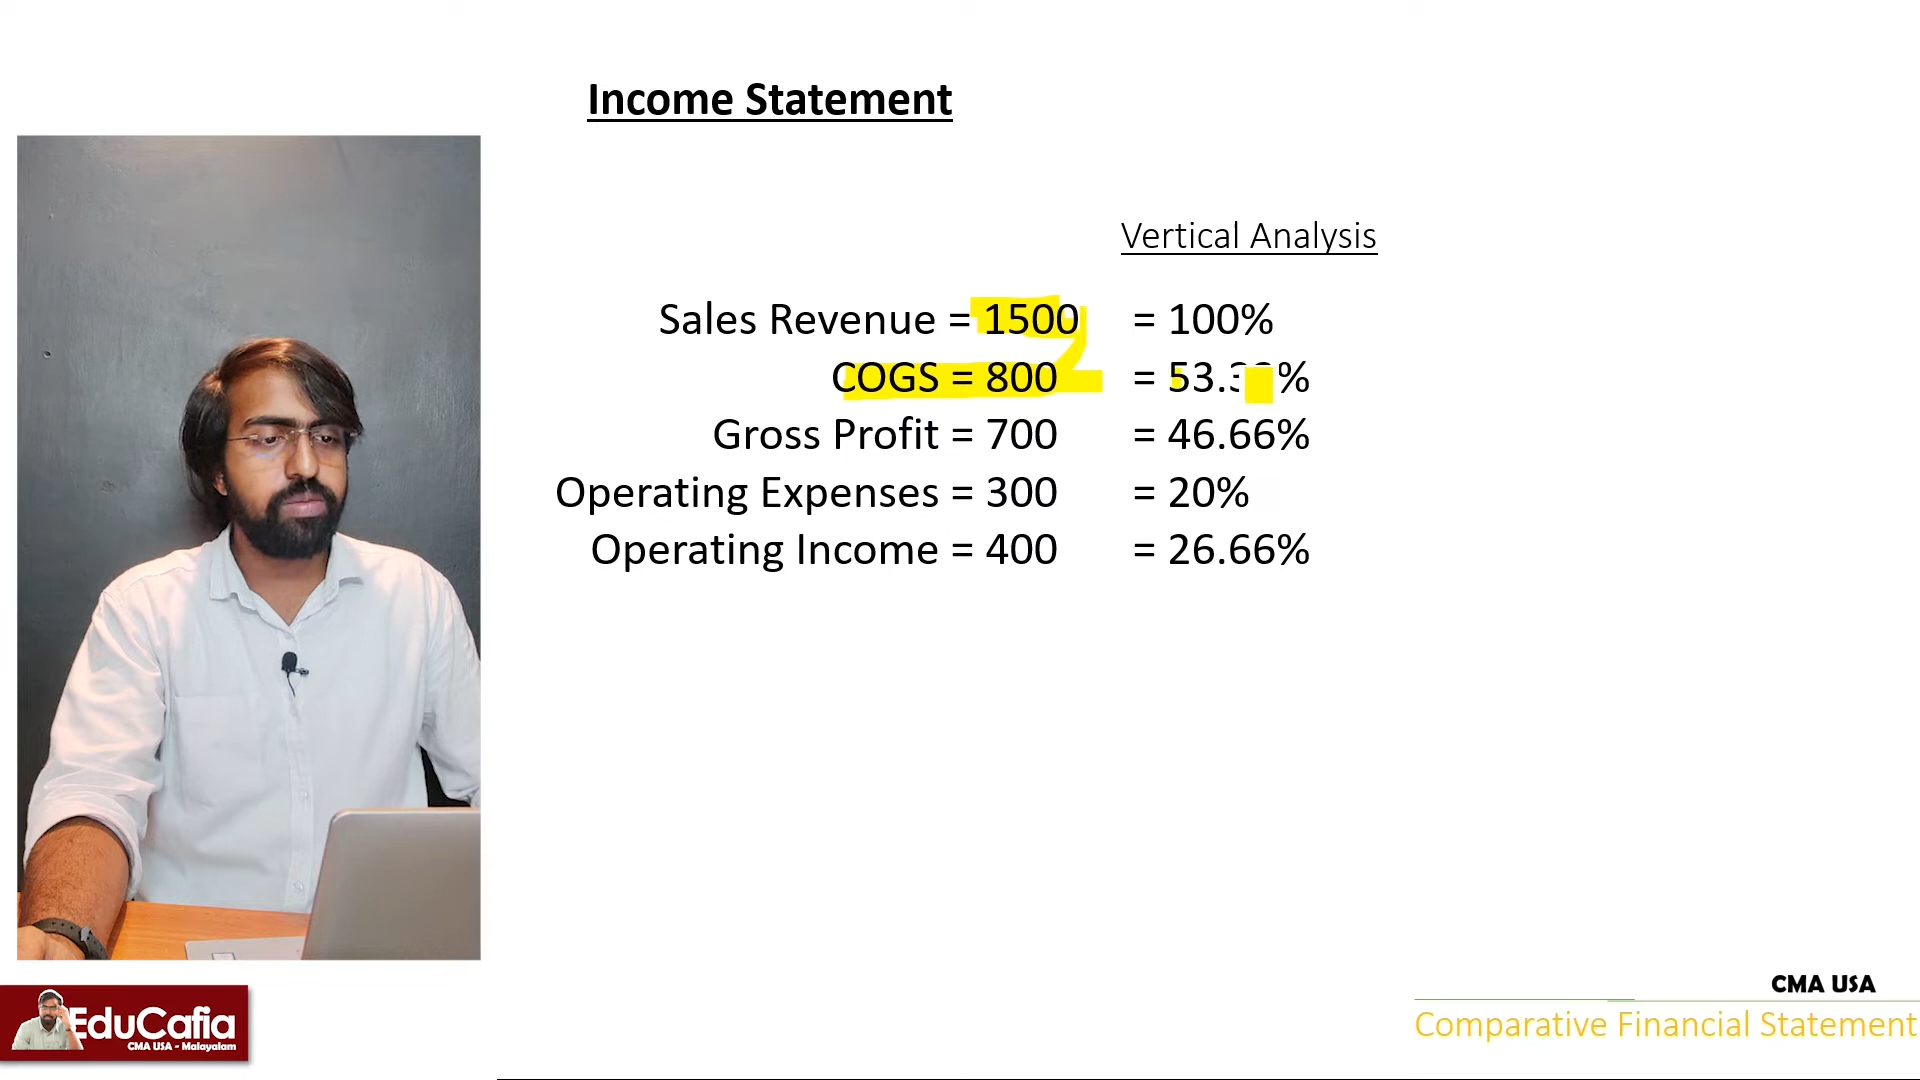 Income Statement
Vertical Analysis
Sales Revenue = 1500 = 100%
COGS = 800
Gross Profit = 700 = 46.66%
Operating Expenses = 300 = 20%
Operating Income = 400 = 26.66%
EduCafia
CMA USA - Malayalam
CMA USA
Comparative Financial Statement